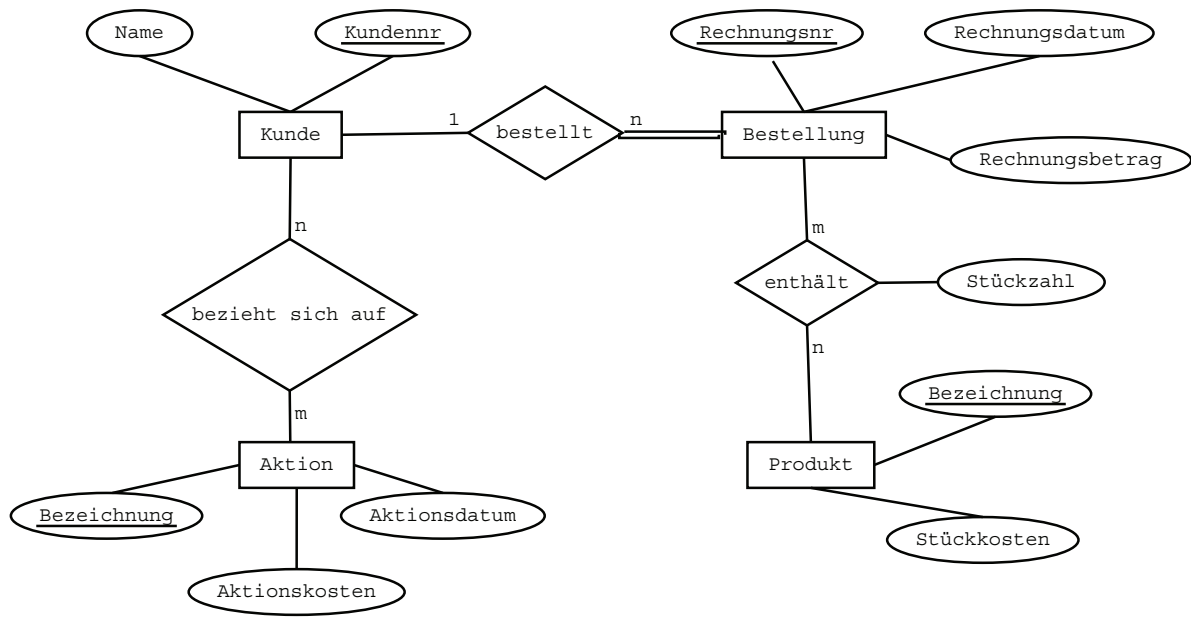 Name
Kundennr
Rechnungsnr
Rechnungsdatum
Kunde
1
bestellt
n
Bestellung
Rechnungsbetrag
n
m
bezieht sich auf
enthält
Stückzahl
n
m
Bezeichnung
Aktion
Produkt
Bezeichnung
Aktionsdatum
Stückkosten
Aktionskosten